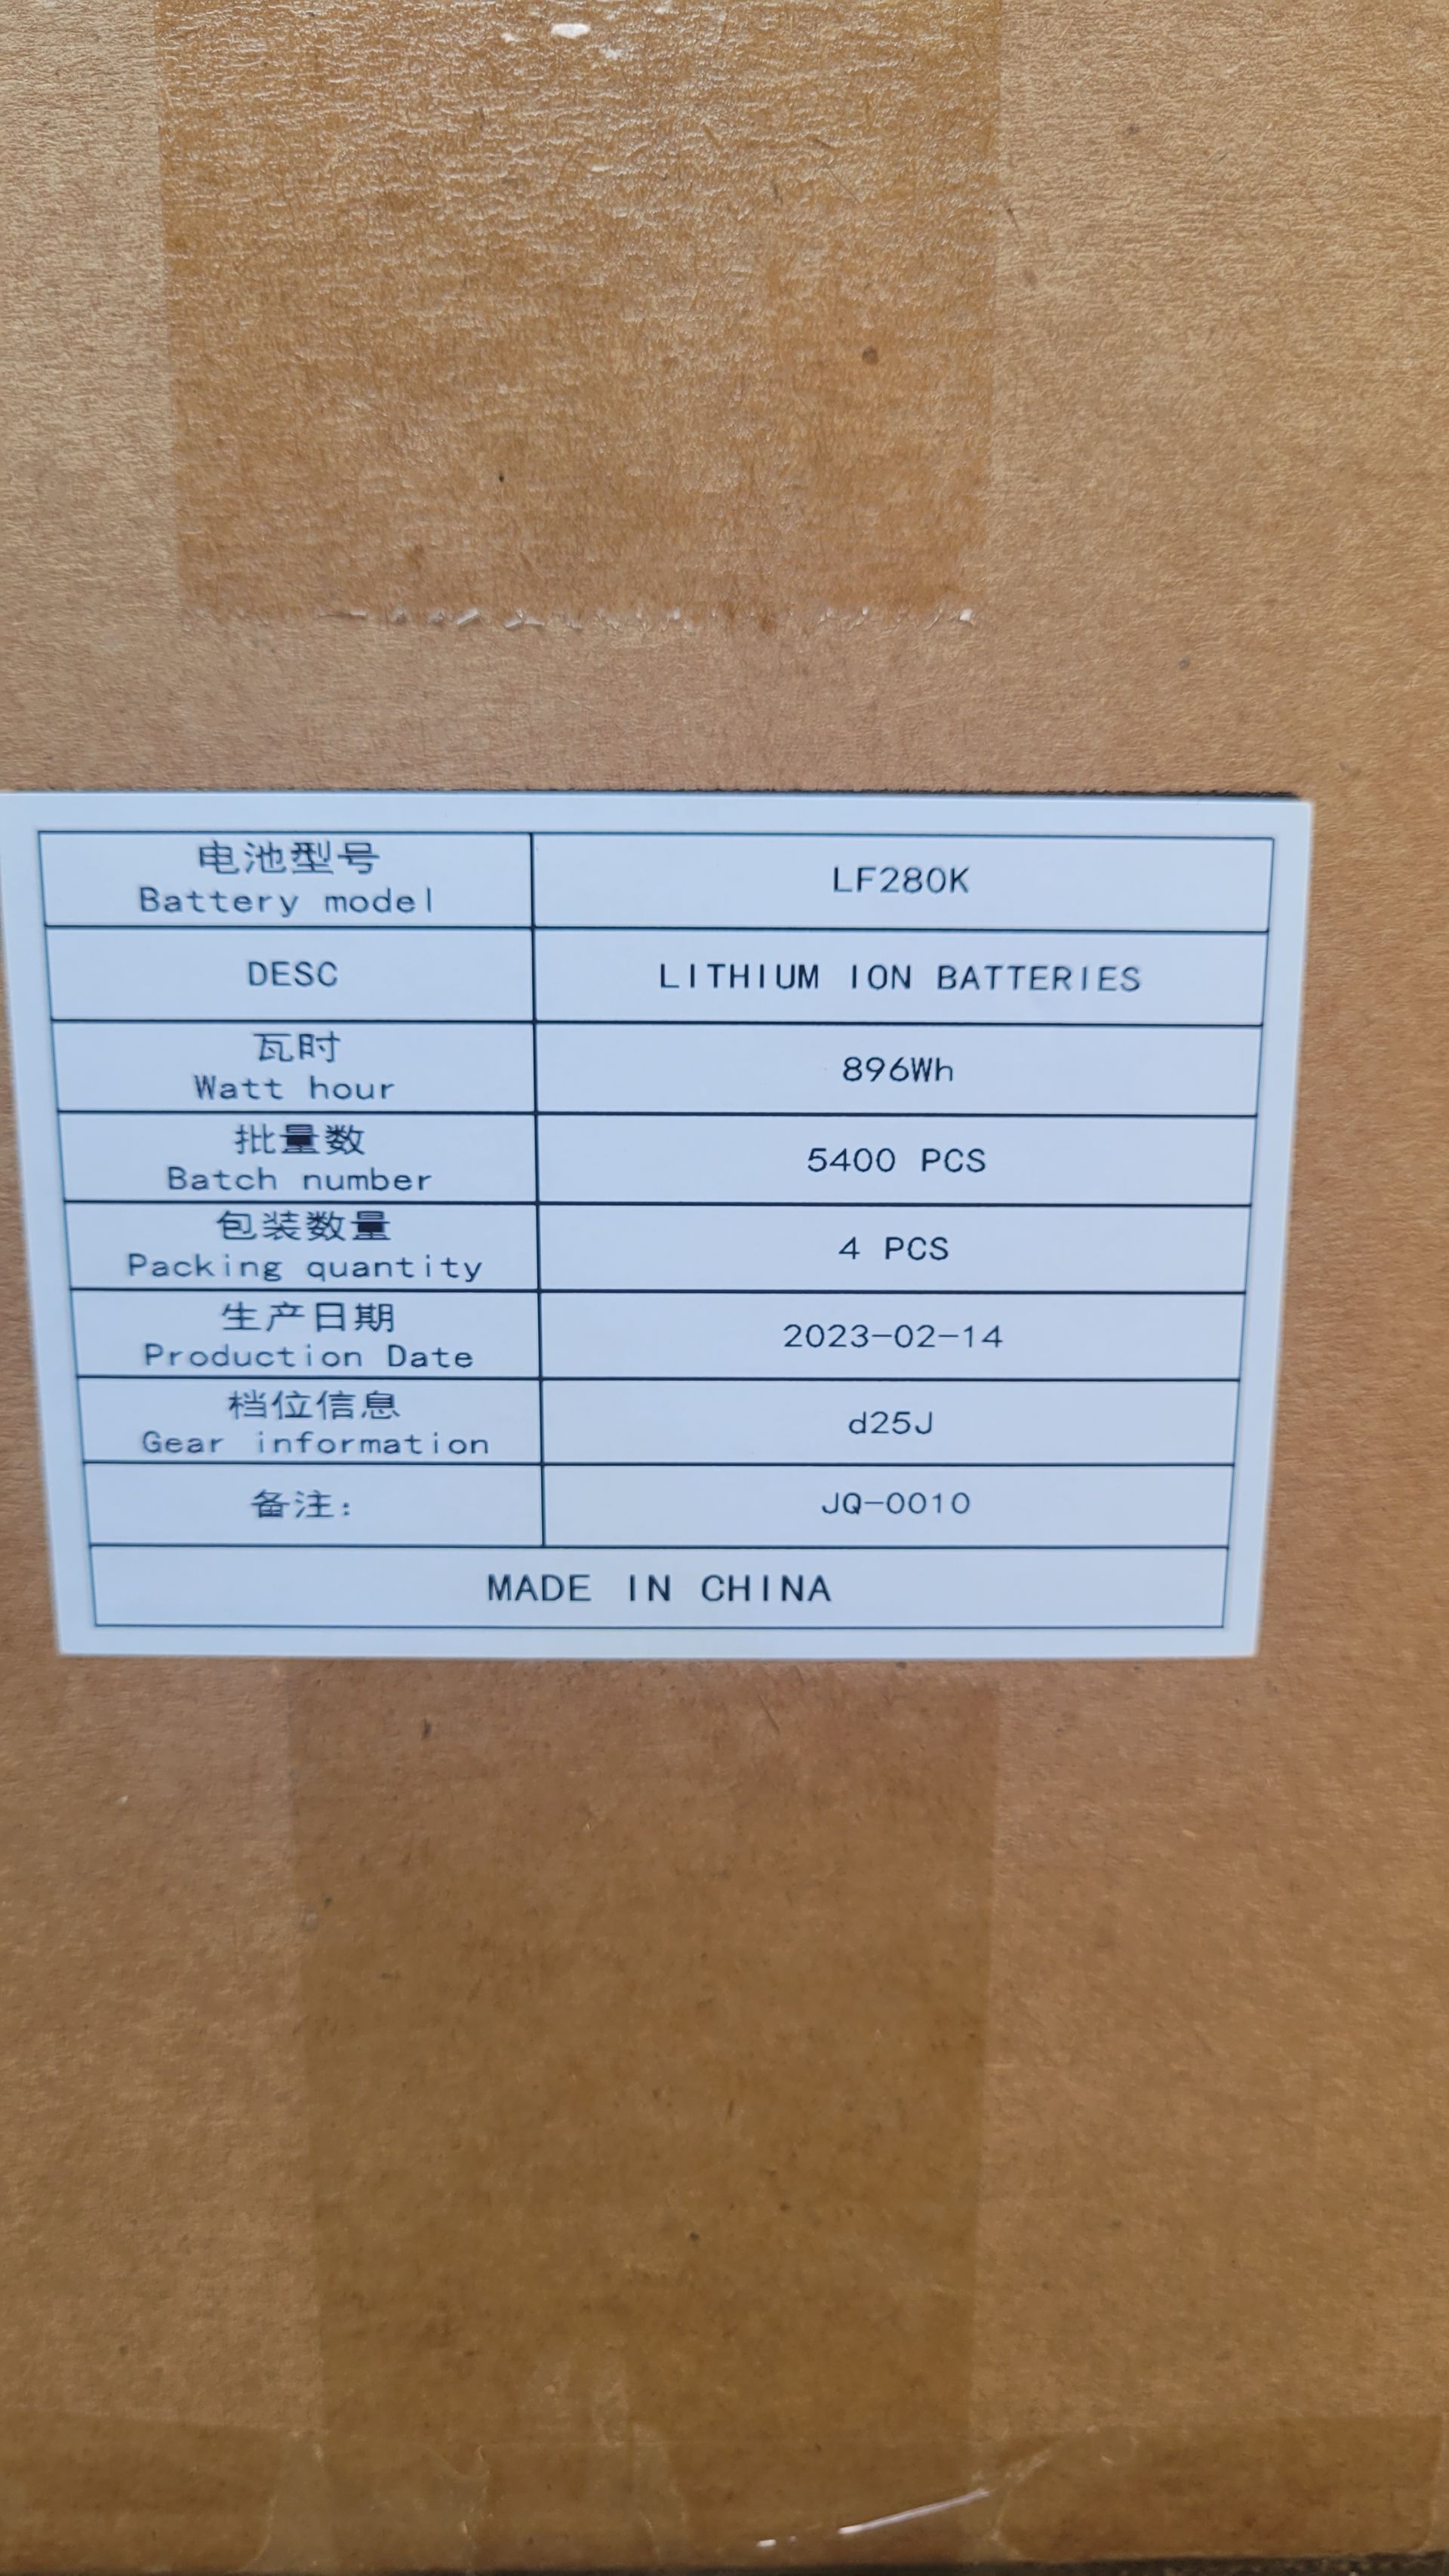 电池型号
Battery model
LF280K
DESC
LITHIUM ION BATTERIES
瓦时
Watt hour
896Wh
批量数
Batch number
5400 PCS
包装数量
Packing quantity
4 PCS
生产日期
Production Date
2023-02-14
档位信息
Gear information
d25J
备注:
JQ-0010
MADE IN CHINA